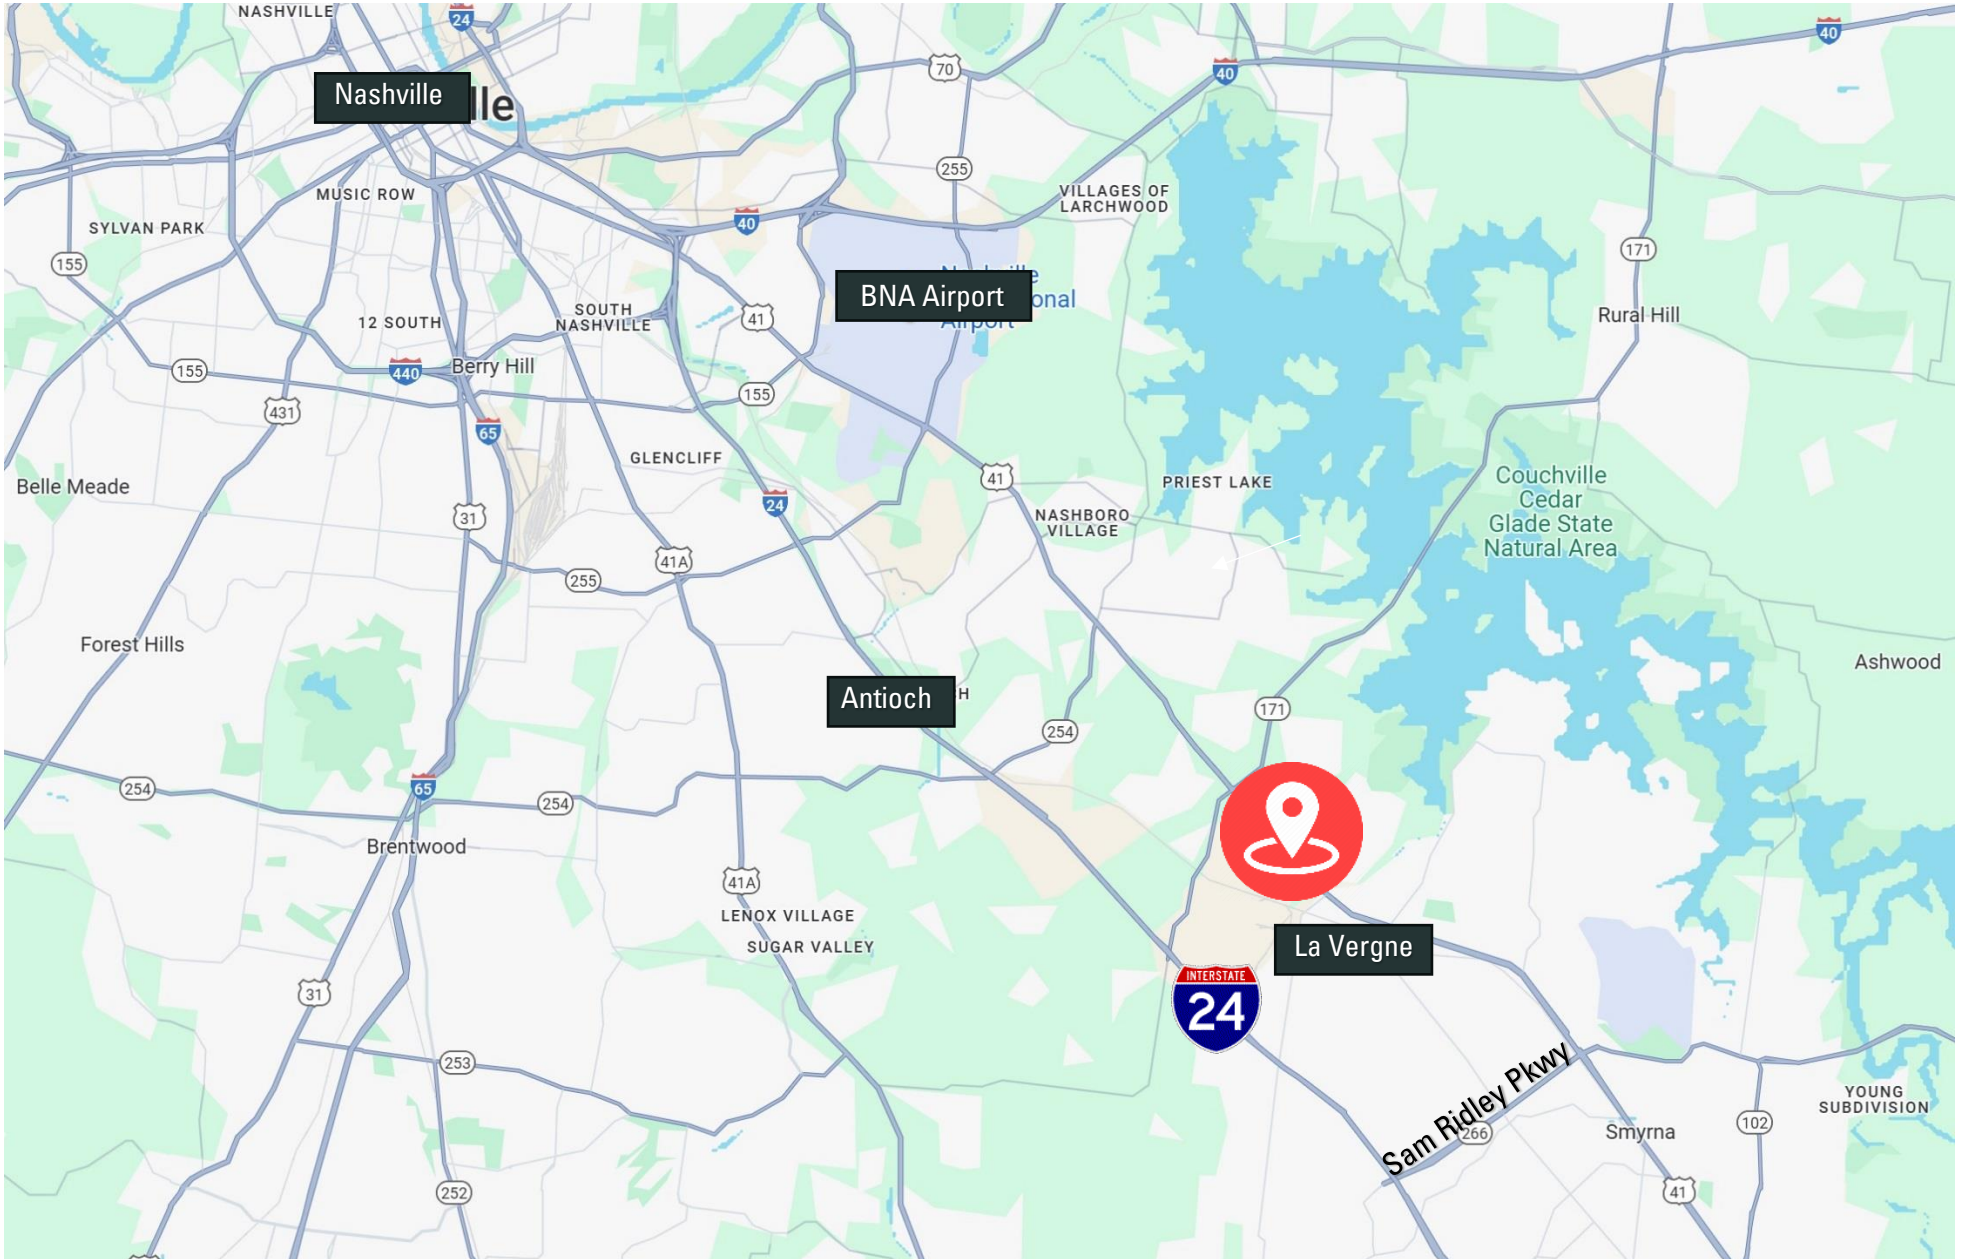 NASHVILLE
24
40
Nashville
lle
70
40
255
MUSIC ROW
VILLAGES OF
LARCHWOOD
SYLVAN PARK
40
155
171
BNA Airport
onal
Airport
12 SOUTH
SOUTH
NASHVILLE
41
Rural Hill
155
440
Berry Hill
155
431
65
GLENCLIFF
Belle Meade
41
PRIEST LAKE
Couchville
Cedar
Glade State
Natural Area
24
31
NASHBORO
VILLAGE
41A
255
Forest Hills
Ashwood
Antioch
H
171
254
254
65
254
Brentwood
41A
LENOX VILLAGE
SUGAR VALLEY
La Vergne
31
INTERSTATE
24
253
Sam Ridley Pkwy
266
YOUNG
SUBDIVISION
Smyrna
102
252
41